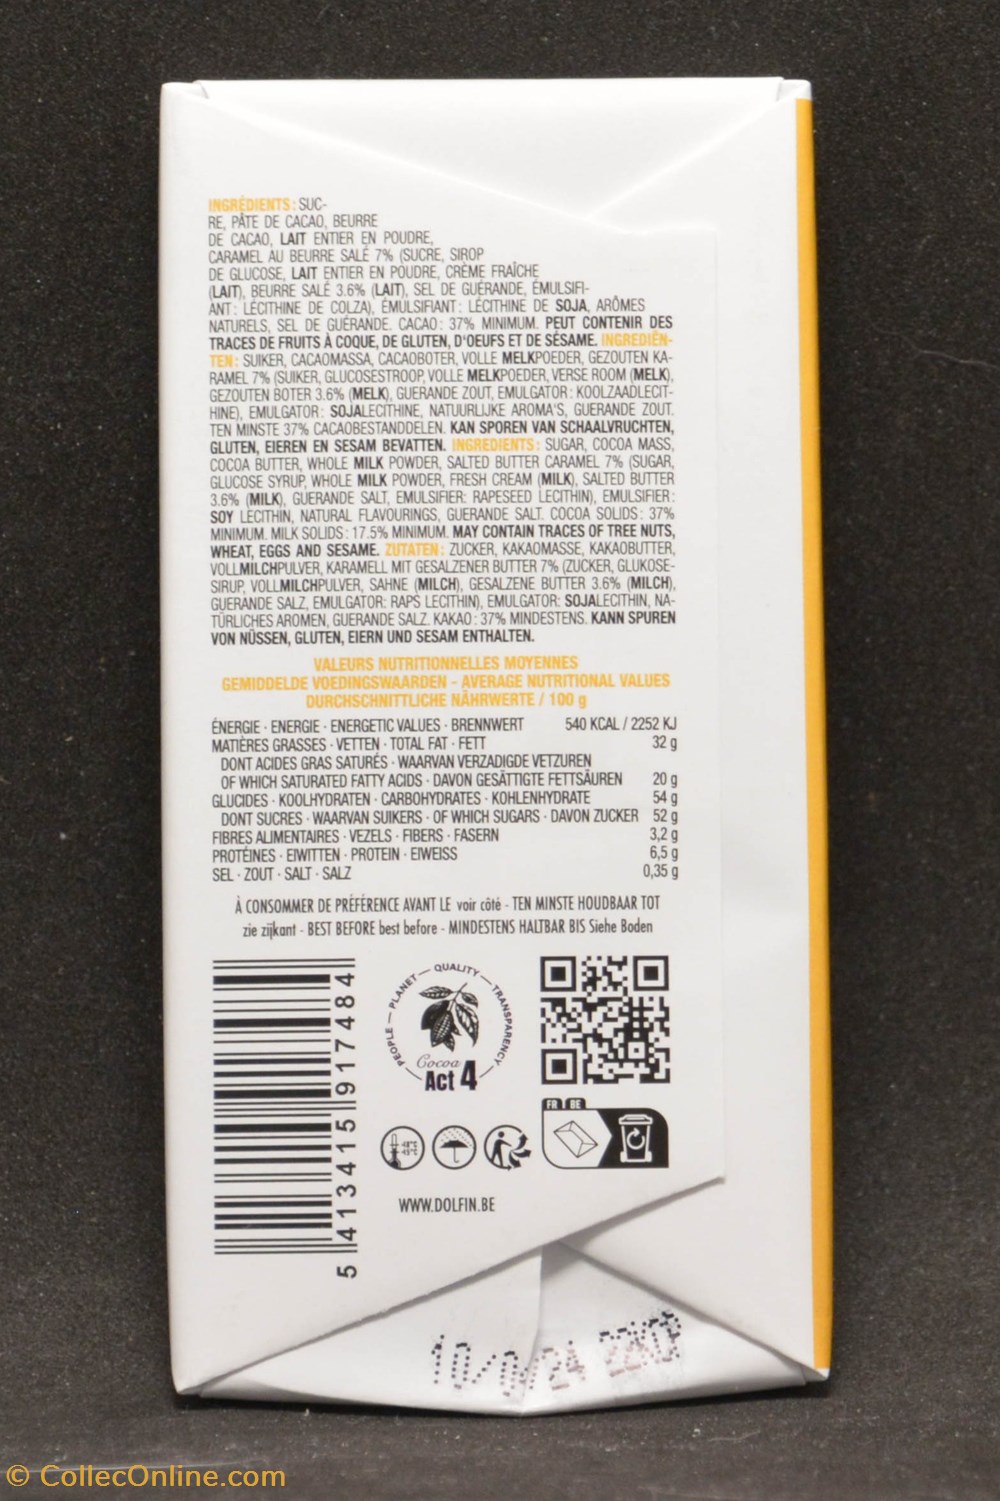 INGRÉDIENTS: SUC-
RE, PÂTE DE CACAO, BEURRE
DE CACAO, LAIT ENTIER EN POUDRE,
CARAMEL AU BEURRE SALÉ 7% (SUCRE, SIROP
DE GLUCOSE, LAIT ENTIER EN POUDRE, CRÈME FRAÎCHE
(LAIT), BEURRE SALÉ 3.6% (LAIT), SEL DE GUÉRANDE, ÉMULSIFI-
ANT: LÉCITHINE DE COLZA), ÉMULSIFIANT: LÉCITHINE DE SOJA, ARÔMES
NATURELS, SEL DE GUÉRANDE. CACAO: 37% MINIMUM. PEUT CONTENIR DES
TRACES DE FRUITS À COQUE, DE GLUTEN, D'OEUFS ET DE SÉSAME. INGREDIËN-
TEN: SUIKER, CACAOMASSA, CACAOBOTER, VOLLE MELKPOEDER, GEZOUTEN KA-
RAMEL 7% (SUIKER, GLUCOSESTROOP, VOLLE MELKPOEDER, VERSE ROOM (MELK),
GEZOUTEN BOTER 3.6% (MELK), GUERANDE ZOUT, EMULGATOR: KOOLZAADLECIT-
HINE), EMULGATOR: SOJALECITHINE, NATUURLIJKE AROMA'S, GUERANDE ZOUT.
TEN MINSTE 37% CACAOBESTANDDELEN. KAN SPOREN VAN SCHAALVRUCHTEN,
GLUTEN, EIEREN EN SESAM BEVATTEN. INGREDIENTS: SUGAR, COCOA MASS,
COCOA BUTTER, WHOLE MILK POWDER, SALTED BUTTER CARAMEL 7% (SUGAR,
GLUCOSE SYRUP, WHOLE MILK POWDER, FRESH CREAM (MILK), SALTED BUTTER
3.6% (MILK), GUERANDE SALT, EMULSIFIER: RAPESEED LECITHIN), EMULSIFIER:
SOY LECITHIN, NATURAL FLAVOURINGS, GUERANDE SALT. COCOA SOLIDS: 37%
MINIMUM. MILK SOLIDS: 17.5% MINIMUM. MAY CONTAIN TRACES OF TREE NUTS,
WHEAT, EGGS AND SESAME. ZUTATEN: ZUCKER, KAKAOMASSE, KAKAOBUTTER,
VOLLMILCHPULVER, KARAMELL MIT GESALZENER BUTTER 7% (ZUCKER, GLUKOSE-
SIRUP, VOLLMILCHPULVER, SAHNE (MILCH), GESALZENE BUTTER 3.6% (MILCH),
GUERANDE SALZ, EMULGATOR: RAPS LECITHIN), EMULGATOR: SOJALECITHIN, NA-
TÜRLICHES AROMEN, GUERANDE SALZ. KAKAO: 37% MINDESTENS. KANN SPUREN
VON NÜSSEN, GLUTEN, EIERN UND SESAM ENTHALTEN.
VALEURS NUTRITIONNELLES MOYENNES
GEMIDDELDE VOEDINGSWAARDEN - AVERAGE NUTRITIONAL VALUES
DURCHSCHNITTLICHE NÄHRWERTE / 100 g
ÉNERGIE · ENERGIE · ENERGETIC VALUES · BRENNWERT 540 KCAL / 2252 KJ
MATIÈRES GRASSES · VETTEN · TOTAL FAT · FETT 32 g
DONT ACIDES GRAS SATURÉS · WAARVAN VERZADIGDE VETZUREN
OF WHICH SATURATED FATTY ACIDS · DAVON GESÄTTIGTE FETTSÄUREN 20 g
GLUCIDES · KOOLHYDRATEN · CARBOHYDRATES · KOHLENHYDRATE 54 g
DONT SUCRES · WAARVAN SUIKERS · OF WHICH SUGARS · DAVON ZUCKER 52 g
FIBRES ALIMENTAIRES · VEZELS · FIBERS · FASERN 3,2 g
PROTÉINES · EIWITTEN · PROTEIN · EIWEISS 6,5 g
SEL · ZOUT · SALT · SALZ 0,35 g
À CONSOMMER DE PRÉFÉRENCE AVANT LE voir côté - TEN MINSTE HOUDBAAR TOT
zie zijkant - BEST BEFORE best before - MINDESTENS HALTBAR BIS Siehe Boden
5 413415 917484
PEOPLE — PLANET — QUALITY — TRANSPARENCY
Cocoa
Act 4
FR BE
WWW.DOLFIN.BE
© CollecOnline.com